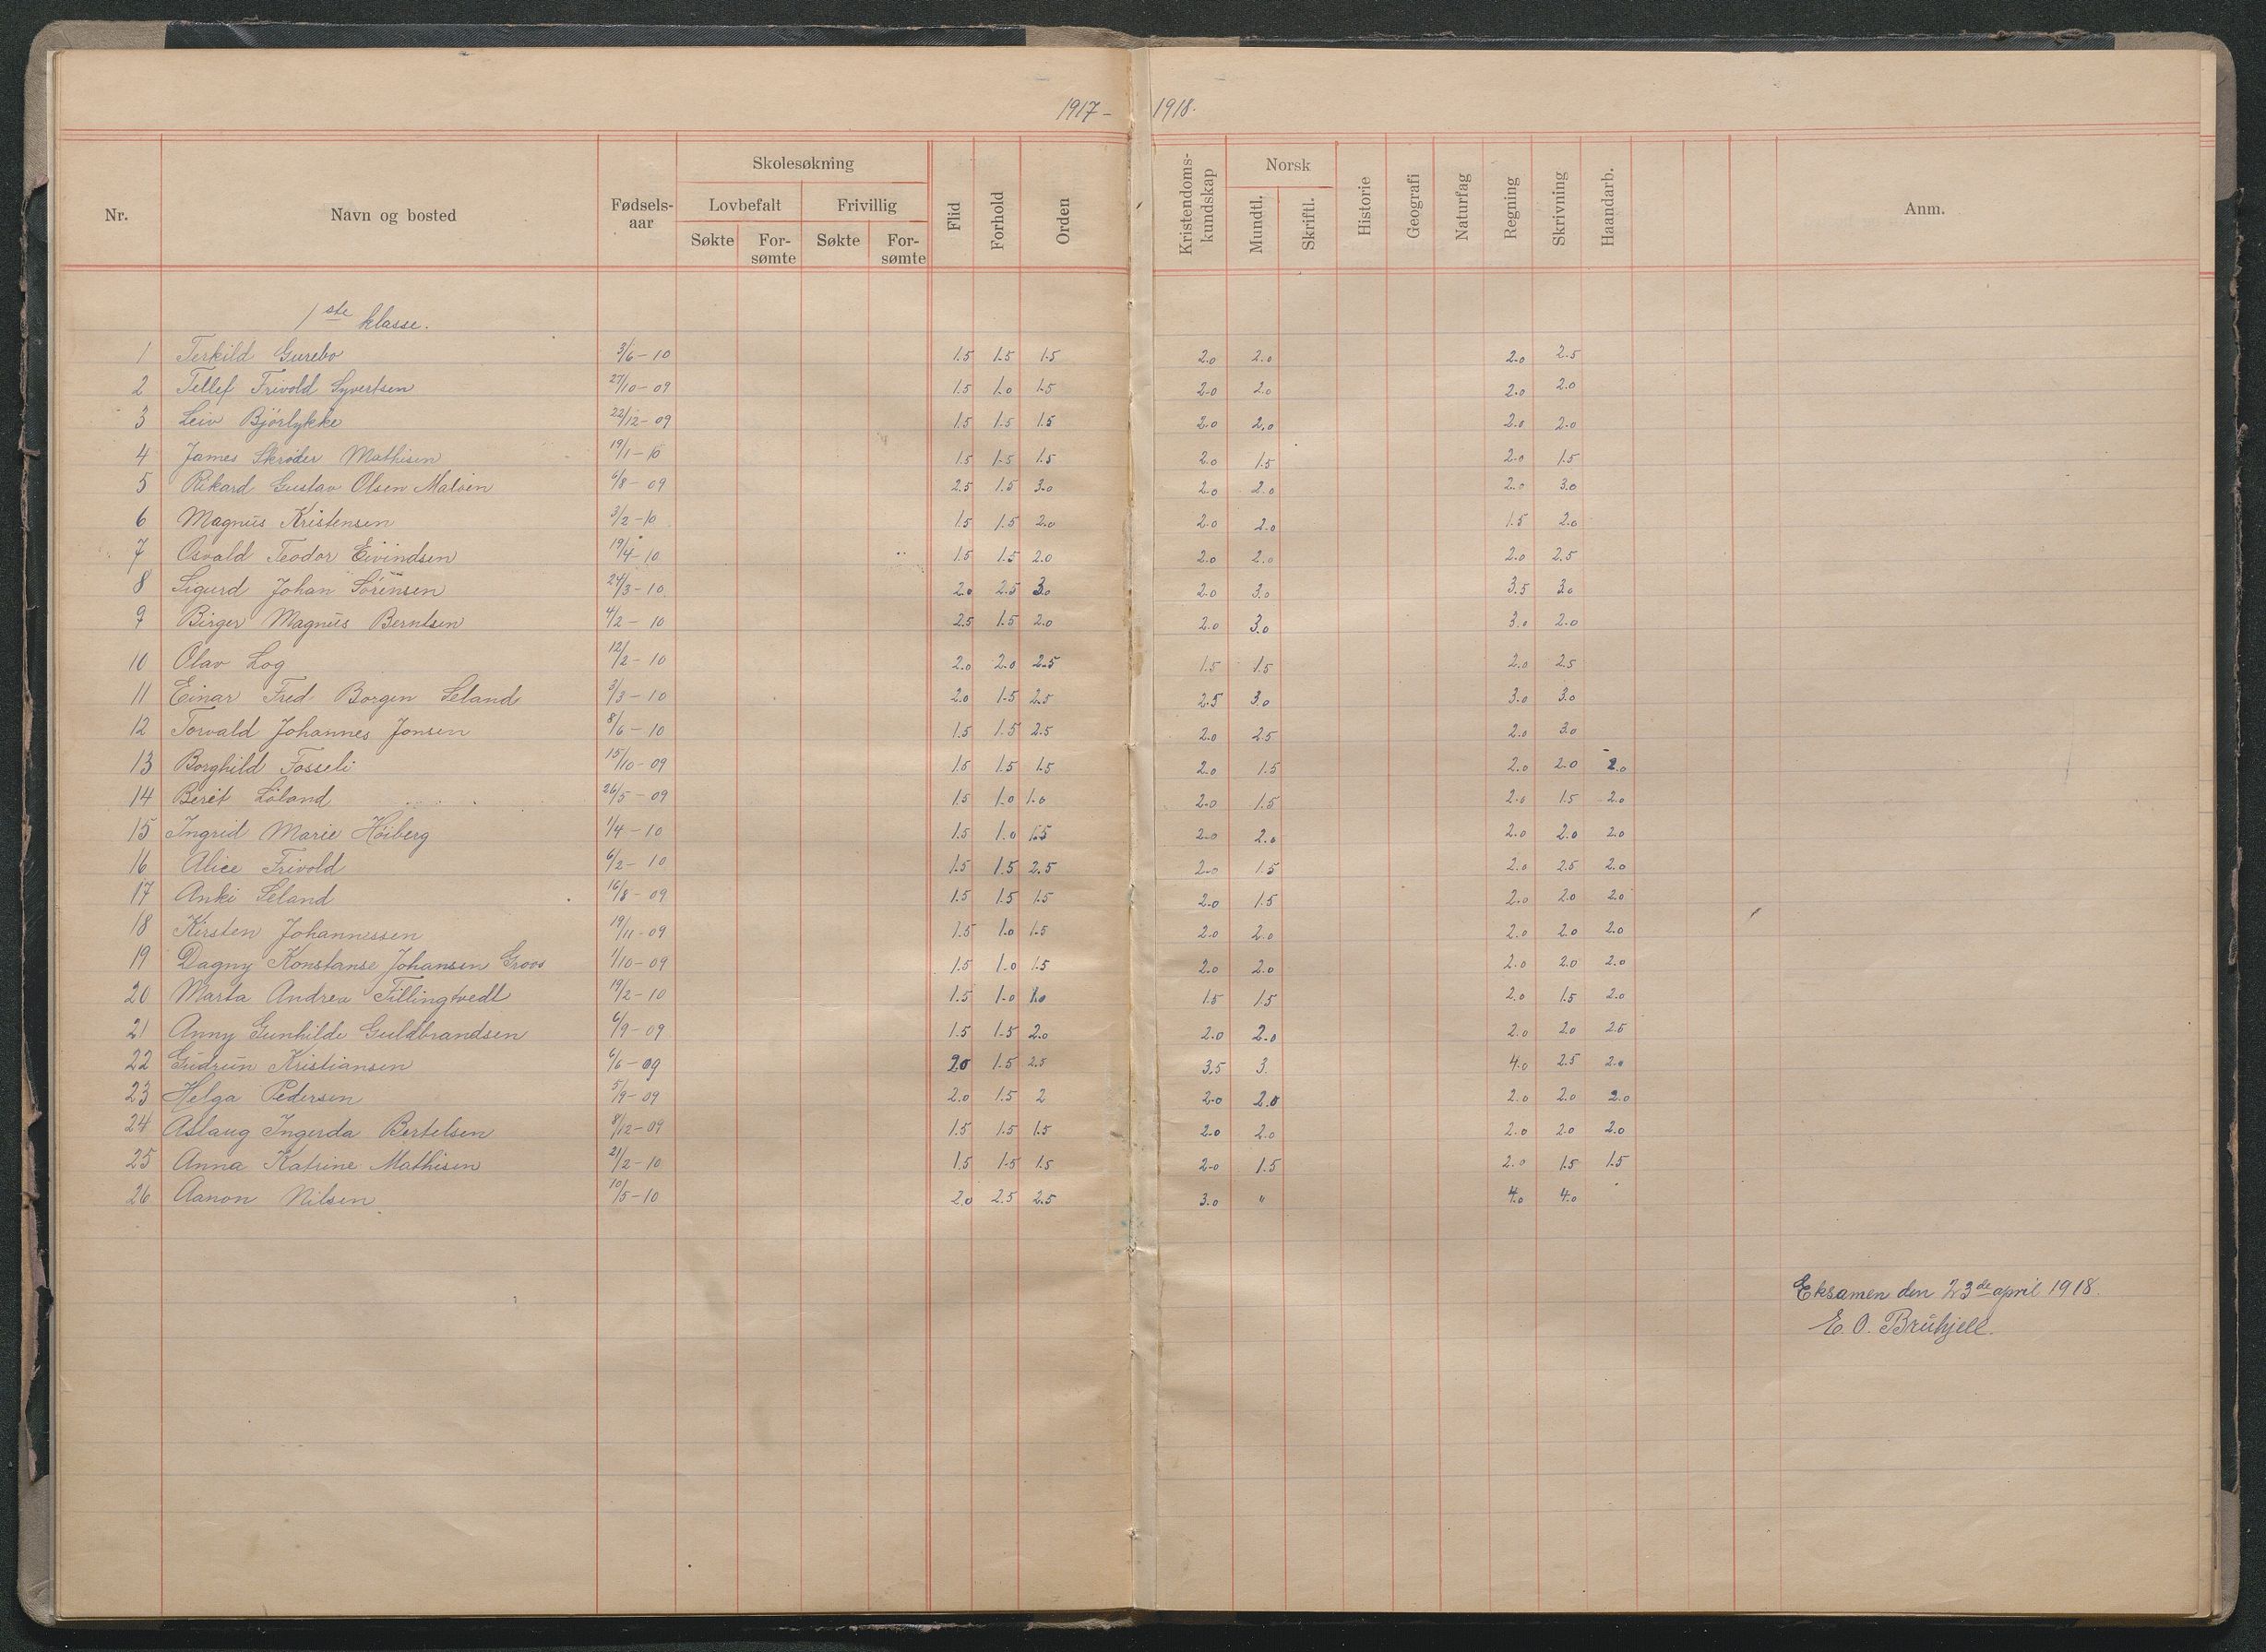 1917 – 1918.
Nr. Navn og bosted Fødsels-aar Skolesøkning Lovbefalt Søkte For-sømte Frivillig Søkte For-sømte Flid Forhold Orden Kristendoms-kundskap Norsk Mundtl. Skriftl. Historie Geografi Naturfag Regning Skrivning Haandarb. Anm.
1ste klasse.
1 Terkild Gurebo 3/6 – 10 1.5 1.5 1.5 2.0 2.0 2.0 2.5
2 Tellef Frivold Syvertsen 27/10 – 09 1.5 1.0 1.5 2.0 2.0 2.0 2.0
3 Leiv Bjørlykke 22/12 – 09 1.5 1.5 1.5 2.0 2.0 2.0 2.0
4 James Skrøder Mathisen 19/1 – 10 1.5 1.5 1.5 2.0 1.5 2.0 1.5
5 Rikard Gustav Olsen Maløen 6/8 – 09 2.5 1.5 3.0 2.0 2.0 2.0 3.0
6 Magnus Kristensen 3/2 – 10 1.5 1.5 2.0 2.0 2.0 1.5 2.0
7 Osvald Teodor Eivindsen 19/4 – 10 1.5 1.5 2.0 2.0 2.0 2.0 2.5
8 Sigurd Johan Sørensen 24/3 – 10 2.0 2.5 3.0 2.0 3.0 3.5 3.0
9 Birger Magnus Berntsen 4/2 – 10 2.5 1.5 2.0 2.0 3.0 3.0 2.0
10 Olav Log 12/2 – 10 2.0 2.0 2.5 1.5 1.5 2.0 2.5
11 Einar Fred. Borgen Seland 3/3 – 10 2.0 1.5 2.5 2.5 3.0 3.0 3.0
12 Torvald Johannes Jonsen 8/6 – 10 1.5 1.5 2.5 2.0 2.5 2.0 3.0
13 Borghild Fosseli 15/10 – 09 1.5 1.5 1.5 2.0 1.5 2.0 2.0 2.0
14 Berit Løland 26/5 – 09 1.5 1.0 1.0 2.0 1.5 2.0 1.5 2.0
15 Ingrid Marie Høiberg 1/4 – 10 1.5 1.0 1.5 2.0 2.0 2.0 2.0 2.0
16 Alice Frivold 6/2 – 10 1.5 1.5 2.5 2.0 1.5 2.0 2.5 2.0
17 Anki Seland 16/8 – 09 1.5 1.5 1.5 2.0 1.5 2.0 2.0 2.0
18 Kirsten Johannessen 19/11 – 09 1.5 1.0 1.5 2.0 2.0 2.0 2.0 2.0
19 Dagny Konstanse Johansen Groos 1/10 – 09 1.5 1.0 1.5 2.0 2.0 2.0 2.0 2.0
20 Marta Andrea Fillingtvedt 19/2 – 10 1.5 1.0 1.0 1.5 1.5 2.0 1.5 2.0
21 Anny Gunhilde Guldbrandsen 6/9 – 09 1.5 1.5 2.0 2.0 2.0 2.0 2.0 2.5
22 Gudrun Kristiansen 6/6 – 09 2.0 1.5 2.5 3.5 3. 4.0 2.5 2.0
23 Helga Pedersen 5/9 – 09 2.0 1.5 2 2.0 2.0 2.0 2.0 2.0
24 Aslaug Ingerda Bertelsen 8/12 – 09 1.5 1.5 1.5 2.0 2.0 2.0 2.0 2.0
25 Anna Katrine Mathisen 21/2 – 10 1.5 1.5 1.5 2.0 1.5 2.0 1.5 1.5
26 Aanon Nilsen 10/5 – 10 2.0 2.5 2.5 3.0 " 4.0 4.0
Eksamen den 23de april 1918.
E. O. Bruhjell.